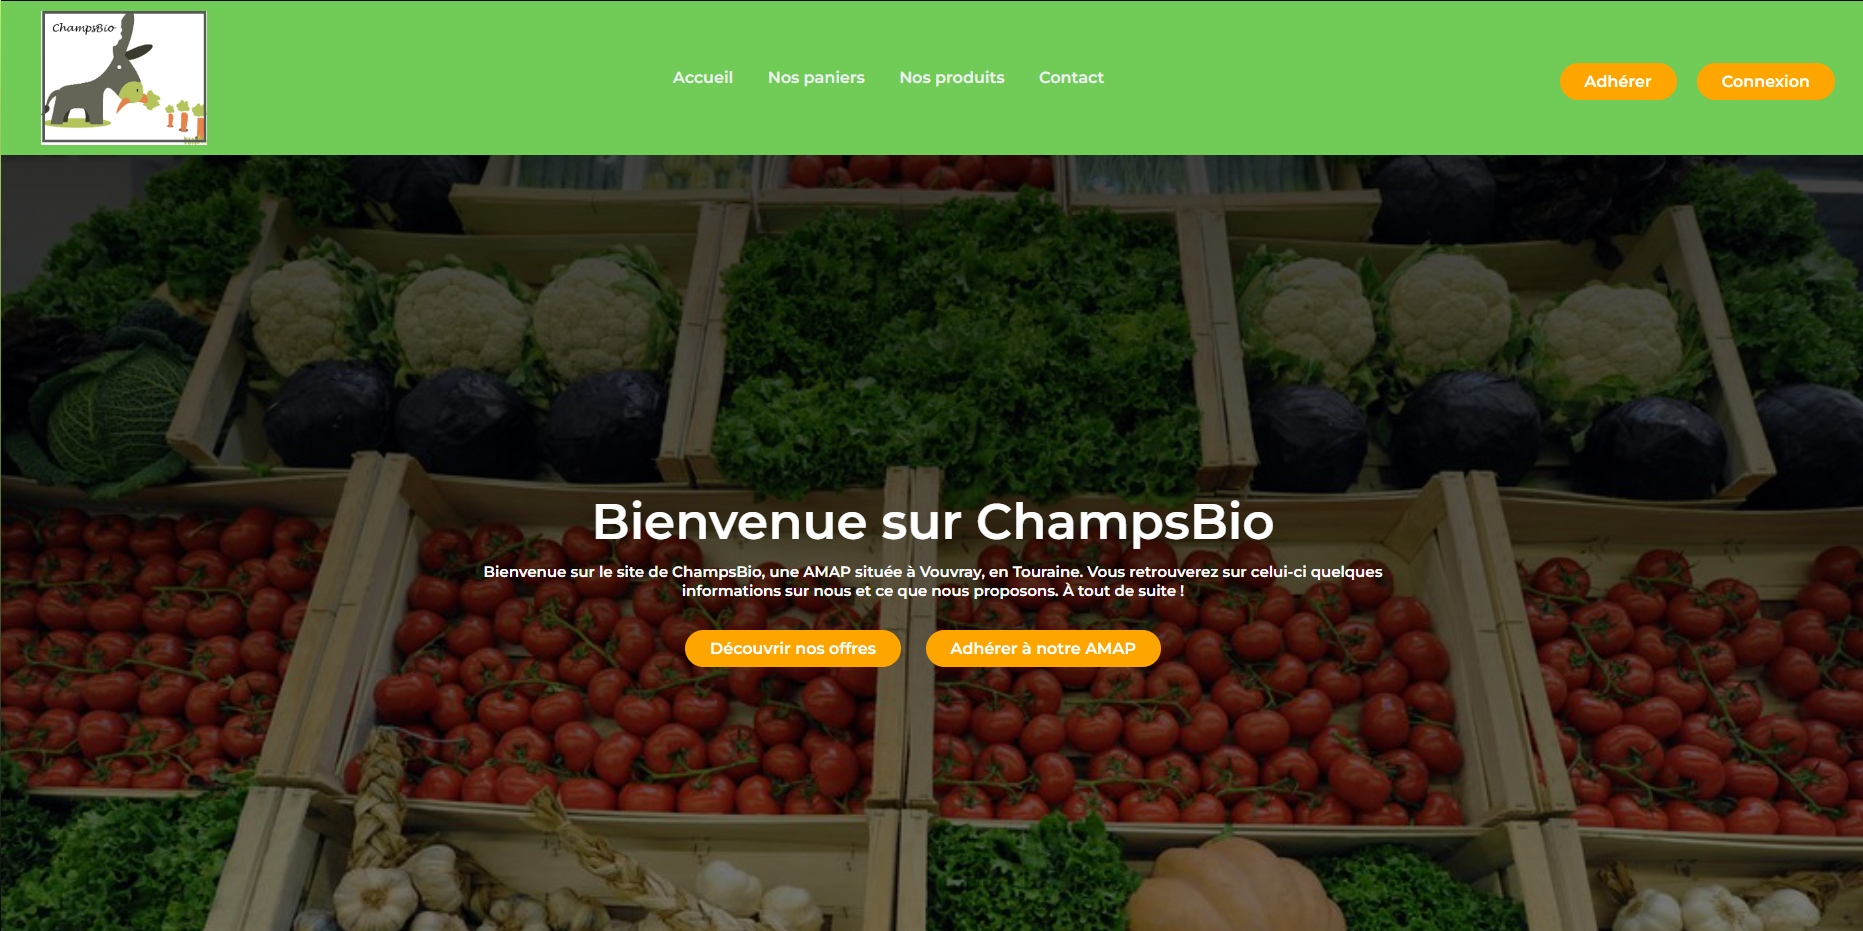 ChampsBio
Accueil
Nos paniers
Nos produits
Contact
Adhérer
Connexion
Bienvenue sur ChampsBio
Bienvenue sur le site de ChampsBio, une AMAP située à Vouvray, en Touraine. Vous retrouverez sur celui-ci quelques
informations sur nous et ce que nous proposons. À tout de suite !
Découvrir nos offres
Adhérer à notre AMAP